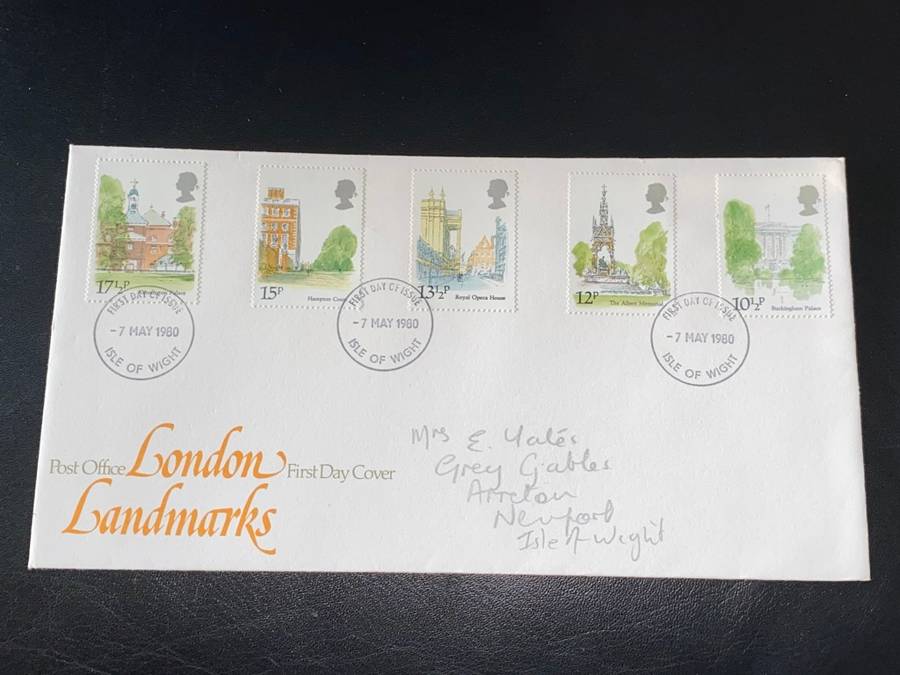 17½P
15P
Hampton Court
13½P
Royal Opera House
12P
The Albert Memorial
10½P
Buckingham Palace
FIRST DAY OF ISSUE
-7 MAY 1980
ISLE OF WIGHT
FIRST DAY OF ISSUE
-7 MAY 1980
ISLE OF WIGHT
FIRST DAY OF ISSUE
-7 MAY 1980
ISLE OF WIGHT
Post Office London First Day Cover
Landmarks
Mrs E. Yates
Grey Gables
Arreton
Newport
Isle of Wight